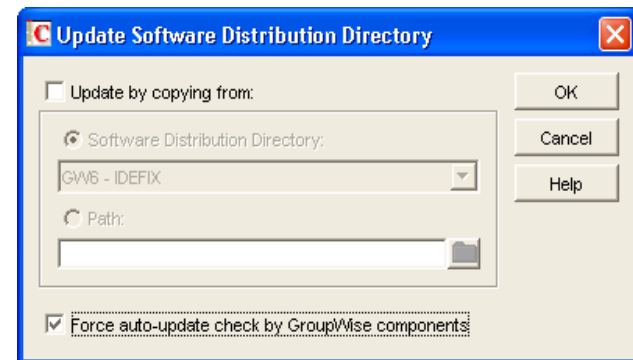 C Update Software Distribution Directory
Update by copying from:
OK
Software Distribution Directory:
Cancel
GW6 - IDEFIX
Help
Path:
Force auto-update check by GroupWise components